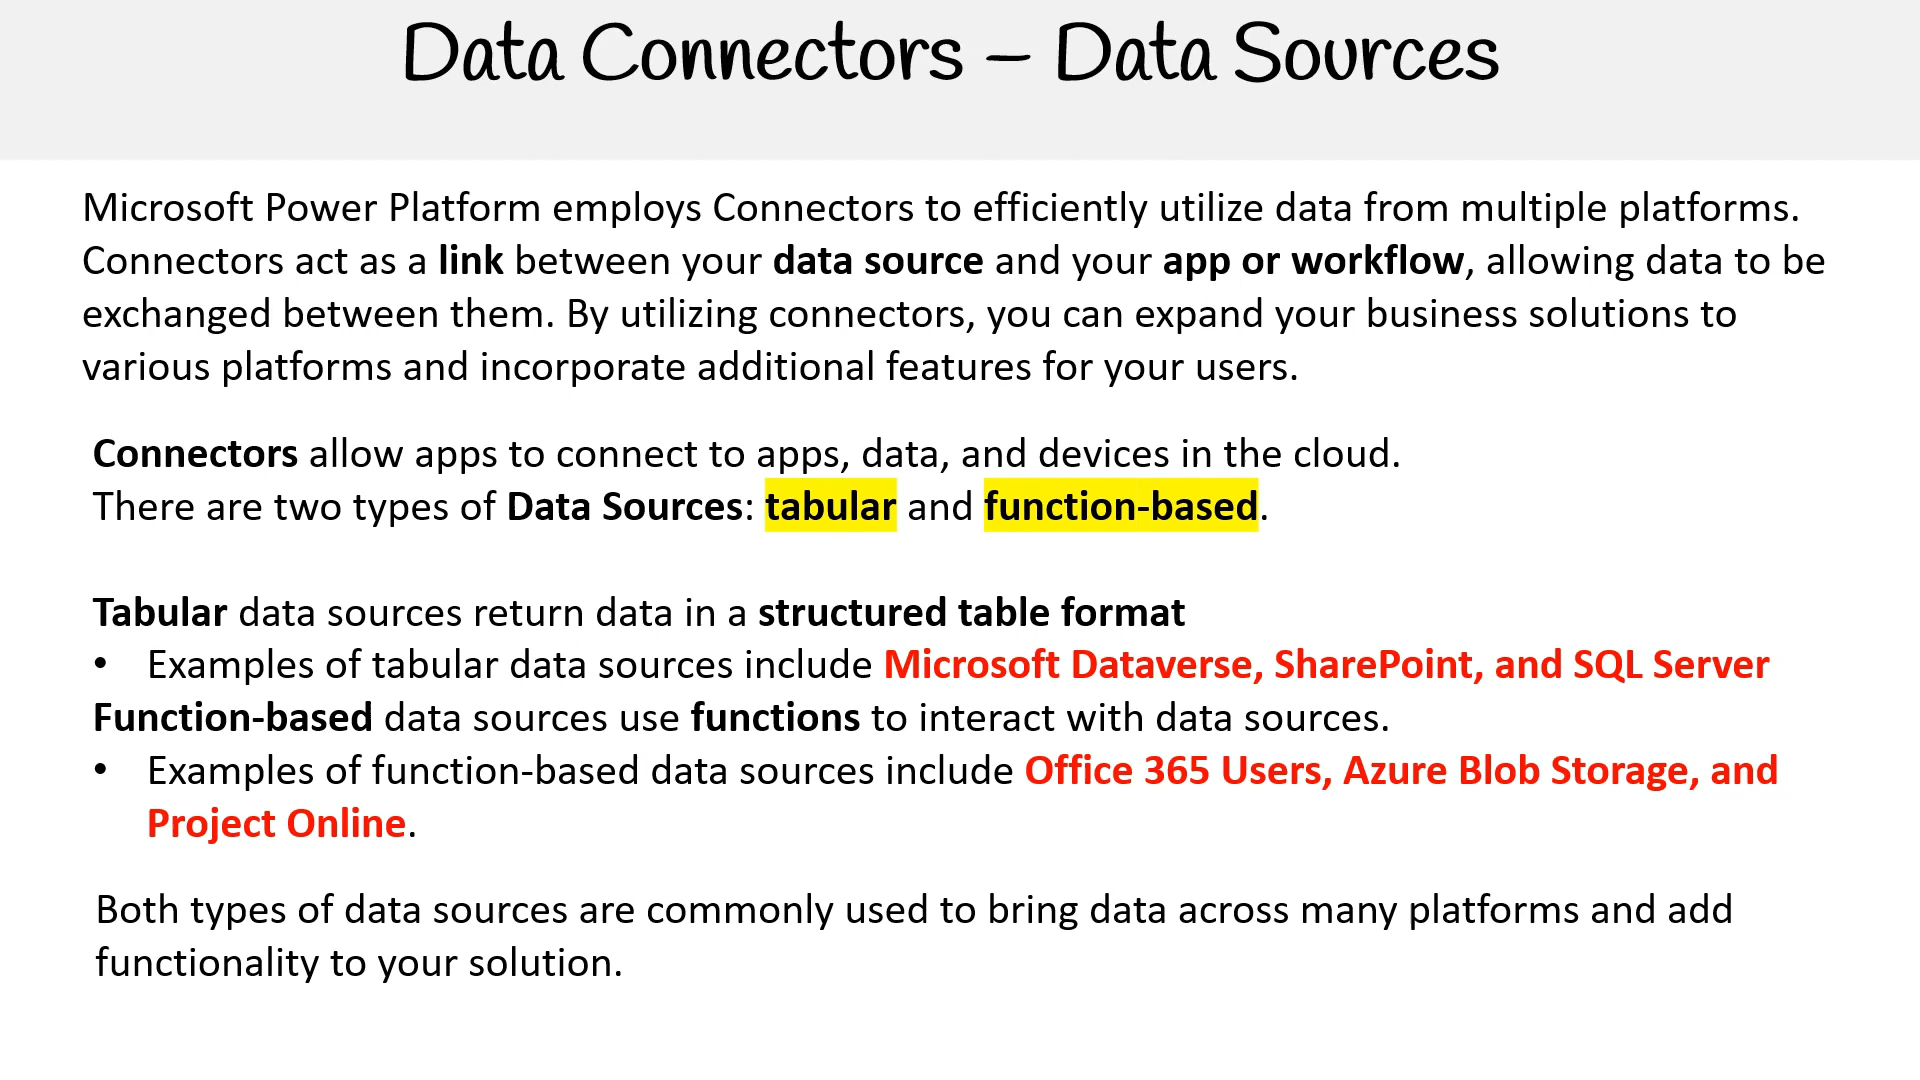 Data Connectors – Data Sources
Microsoft Power Platform employs Connectors to efficiently utilize data from multiple platforms.
Connectors act as a link between your data source and your app or workflow, allowing data to be
exchanged between them. By utilizing connectors, you can expand your business solutions to
various platforms and incorporate additional features for your users.
Connectors allow apps to connect to apps, data, and devices in the cloud.
There are two types of Data Sources: tabular and function-based.
Tabular data sources return data in a structured table format
• Examples of tabular data sources include Microsoft Dataverse, SharePoint, and SQL Server
Function-based data sources use functions to interact with data sources.
• Examples of function-based data sources include Office 365 Users, Azure Blob Storage, and
Project Online.
Both types of data sources are commonly used to bring data across many platforms and add
functionality to your solution.